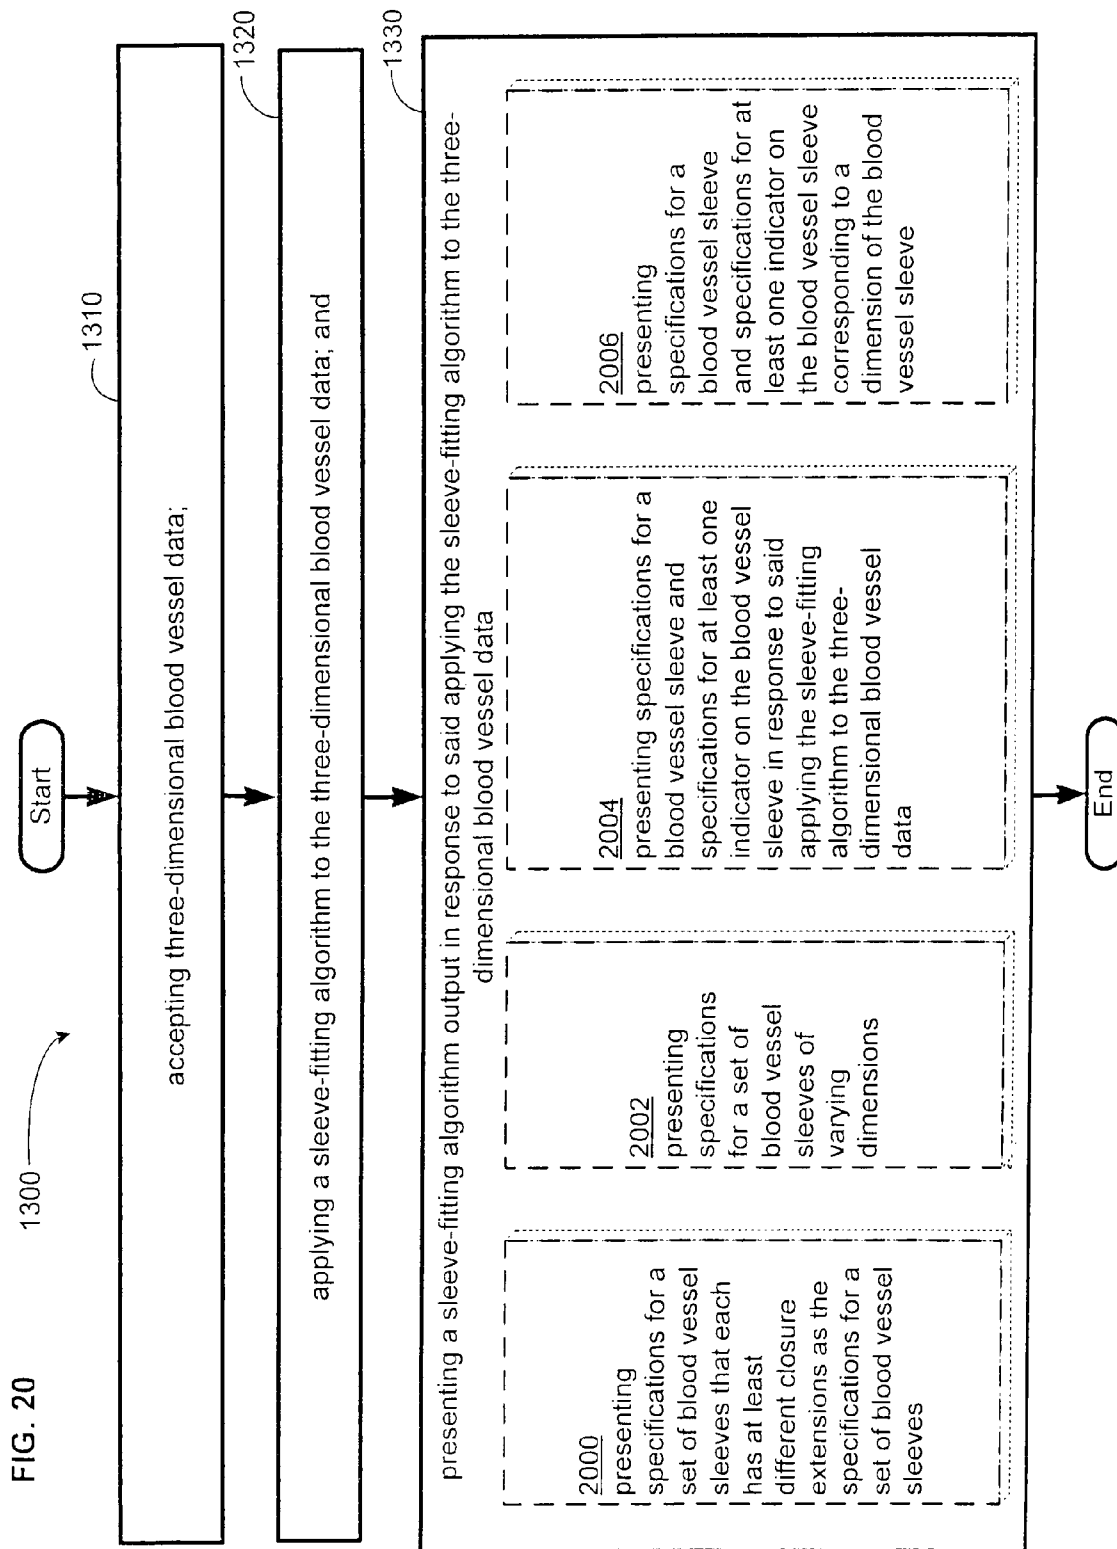 FIG. 20
1300
Start
1310
accepting three-dimensional blood vessel data;
1320
applying a sleeve-fitting algorithm to the three-dimensional blood vessel data; and
1330
presenting a sleeve-fitting algorithm output in response to said applying the sleeve-fitting algorithm to the three-
dimensional blood vessel data
2000
presenting
specifications for a
set of blood vessel
sleeves that each
has at least
different closure
extensions as the
specifications for a
set of blood vessel
sleeves
2002
presenting
specifications
for a set of
blood vessel
sleeves of
varying
dimensions
2004
presenting specifications for a
blood vessel sleeve and
specifications for at least one
indicator on the blood vessel
sleeve in response to said
applying the sleeve-fitting
algorithm to the three-
dimensional blood vessel
data
2006
presenting
specifications for a
blood vessel sleeve
and specifications for at
least one indicator on
the blood vessel sleeve
corresponding to a
dimension of the blood
vessel sleeve
End